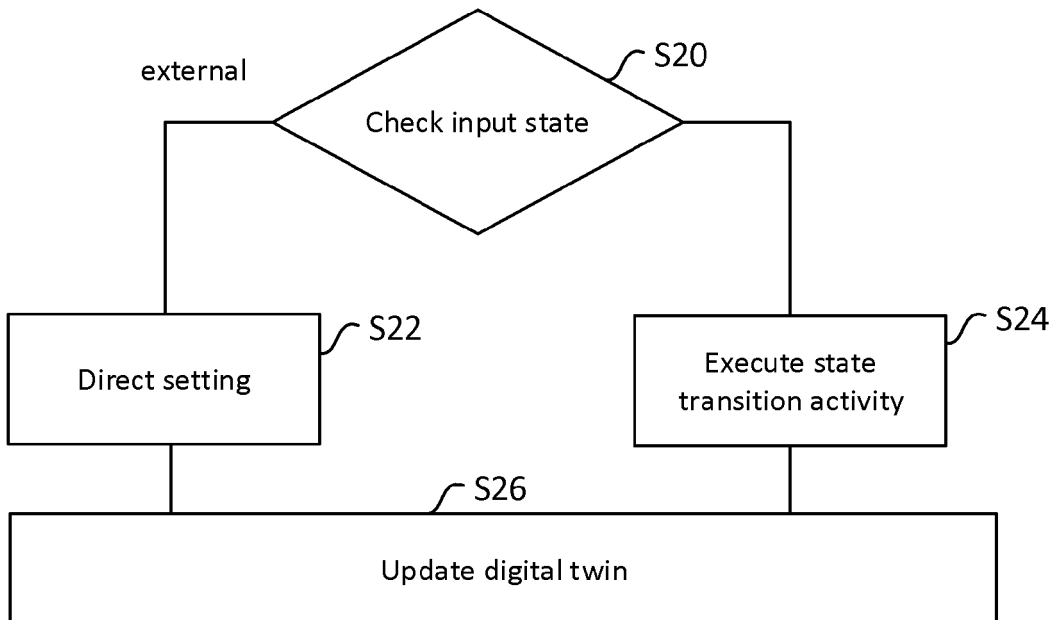 S20
external
Check input state
S22
S24
Direct setting
Execute state
transition activity
S26
Update digital twin